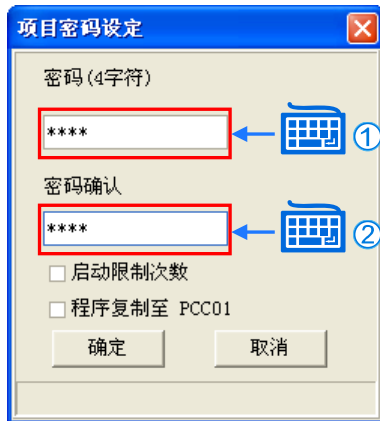 项目密码设定
密码(4字符)
****
①
密码确认
****
②
启动限制次数
程序复制至 PCC01
确定 取消